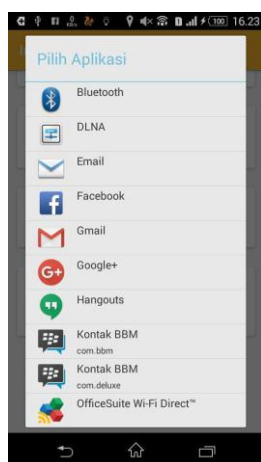 16.23
100
Pilih Aplikasi
Bluetooth
DLNA
Email
Facebook
Gmail
G+
Google+
Hangouts
Kontak BBM
com.bbm
Kontak BBM
com.deluxe
OfficeSuite Wi-Fi Direct™